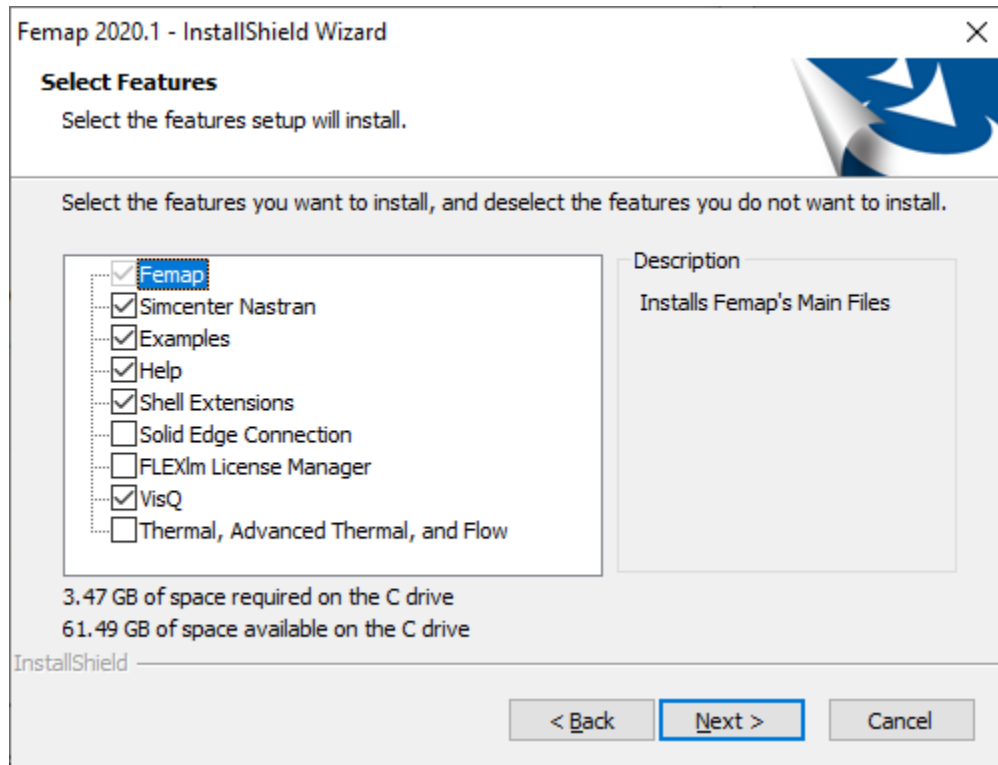 Femap 2020.1 - InstallShield Wizard
Select Features
Select the features setup will install.
Select the features you want to install, and deselect the features you do not want to install.
Femap
Simcenter Nastran
Examples
Help
Shell Extensions
Solid Edge Connection
FLEXlm License Manager
VisQ
Thermal, Advanced Thermal, and Flow
Description
Installs Femap's Main Files
3.47 GB of space required on the C drive
61.49 GB of space available on the C drive
InstallShield
< Back
Next >
Cancel